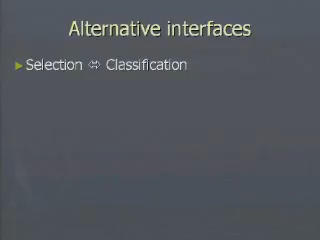 Alternative interfaces
► Selection ⇔ Classification